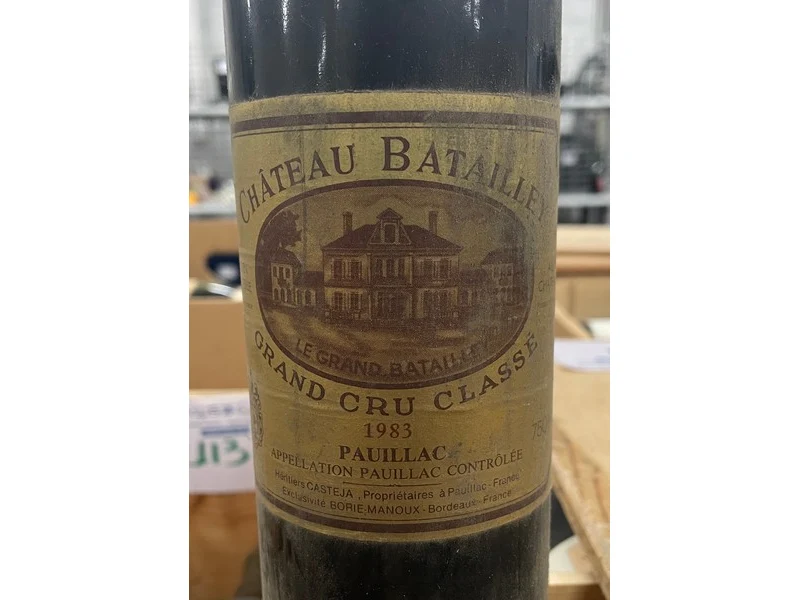 CHÂTEAU BATAILLEY
LE GRAND BATAILLEY
GRAND CRU CLASSÉ
1983
PAUILLAC
APPELLATION PAUILLAC CONTRÔLÉE
Héritiers CASTEJA, Propriétaires à Pauillac - France
Exclusivité BORIE-MANOUX - Bordeaux - France
J13